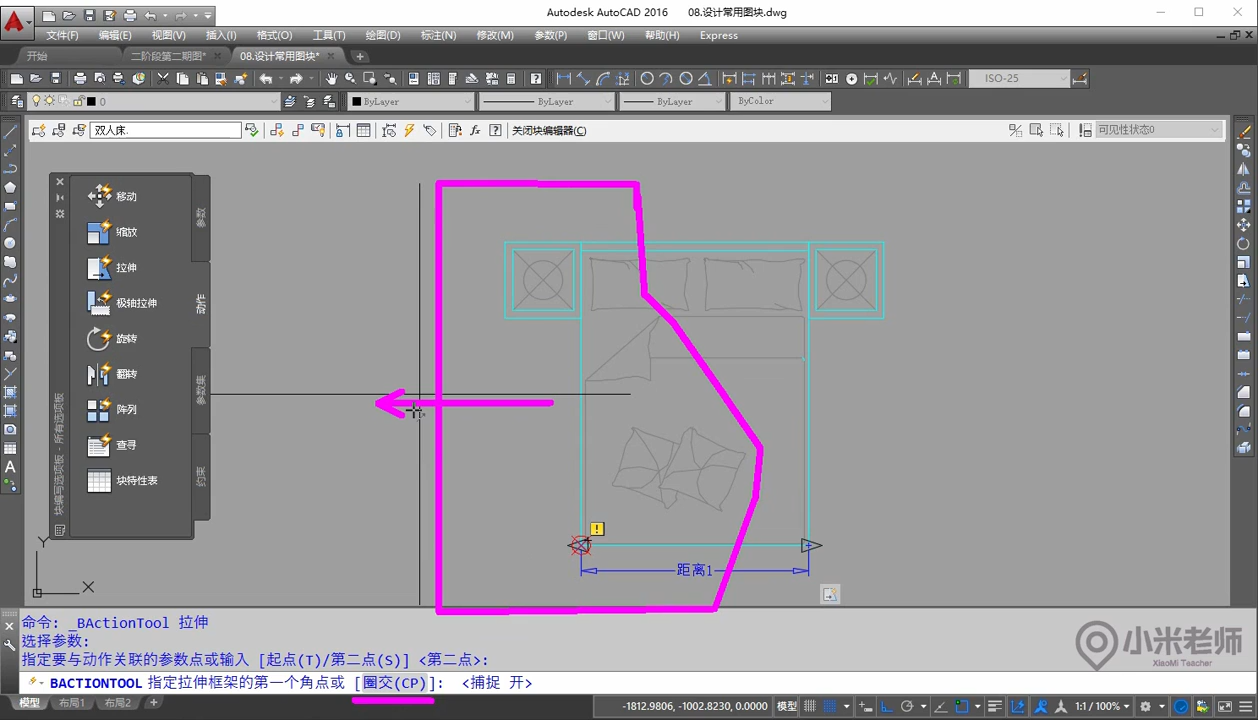 Autodesk AutoCAD 2016 08.设计常用图块.dwg
文件(F) 编辑(E) 视图(V) 插入(I) 格式(O) 工具(T) 绘图(D) 标注(N) 修改(M) 参数(P) 窗口(W) 帮助(H) Express
开始 二阶段第二期图* 08.设计常用图块*
ISO-25
0 ByLayer ByLayer ByLayer ByColor
双人床. 关闭块编辑器(C) 可见性状态0
移动
缩放
拉伸
极轴拉伸
旋转
翻转
阵列
查寻
块特性表
参数
动作
参数集
约束
块编写选项板 - 所有选项板
距离1
Y
X
命令: _BActionTool 拉伸
选择参数:
指定要与动作关联的参数点或输入 [起点(T)/第二点(S)] <第二点>:
BACTIONTOOL 指定拉伸框架的第一个角点或 [圈交(CP)]: <捕捉 开>
小米老师
XiaoMi Teacher
模型 布局1 布局2 + -1812.9806, -1002.8230, 0.0000 模型 1:1 / 100%